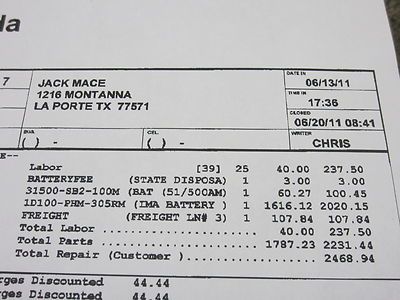 da
7 JACK MACE DATE IN 06/13/11
1216 MONTANNA TIME IN
LA PORTE TX 77571 17:36
CLOSED 06/20/11 08:41
BUS. ( ) - CEL. ( ) - WRITER CHRIS
E--
Labor [39] 25 40.00 237.50
BATTERYFEE (STATE DISPOSA) 1 3.00 3.00
31500-SB2-100M (BAT (51/500AM) 1 60.27 100.45
1D100-PHM-305RM (IMA BATTERY ) 1 1616.12 2020.15
FREIGHT (FREIGHT LN# 3) 1 107.84 107.84
Total Labor ..... 40.00 237.50
Total Parts ..... 1787.23 2231.44
Total Repair (Customer ).... 2468.94
rges Discounted 44.44
Discounted 44.44